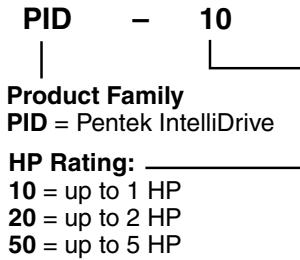 PID – 10
Product Family
PID = Pentek IntelliDrive
HP Rating:
10 = up to 1 HP
20 = up to 2 HP
50 = up to 5 HP